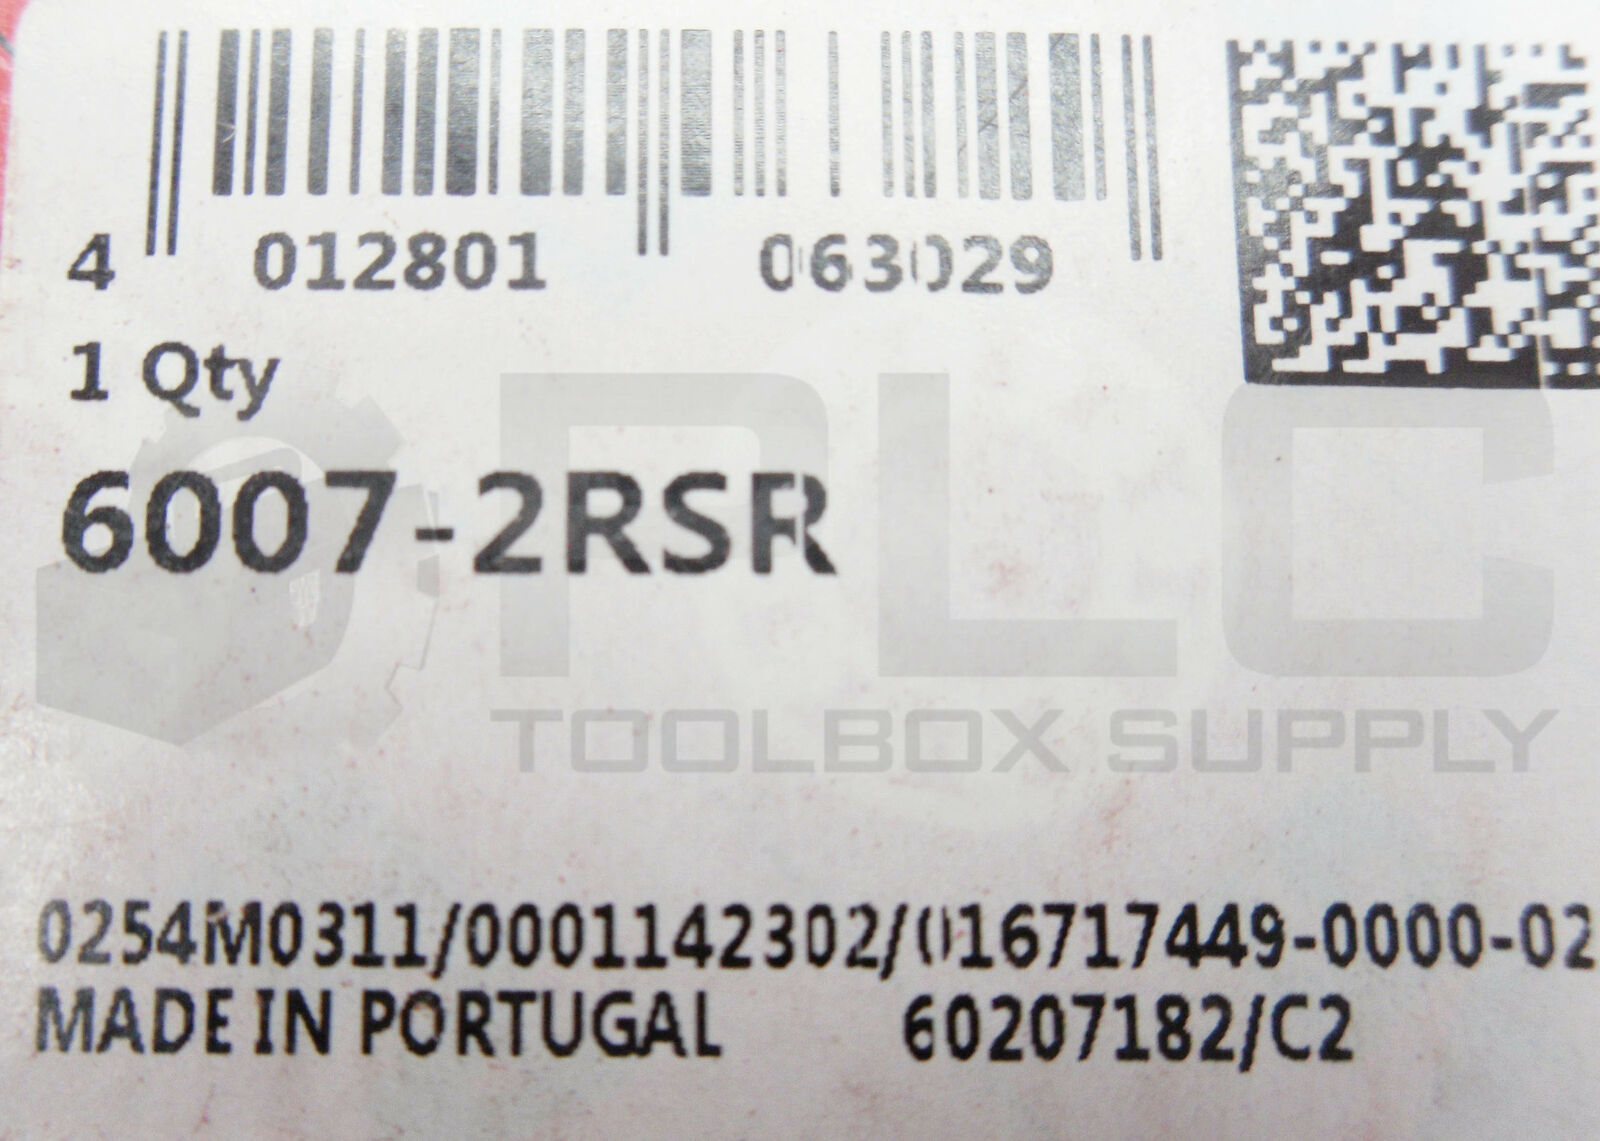 4 012801 063029
1 Qty
6007-2RSR
PLC
TOOLBOX SUPPLY
0254M0311/0001142302/016717449-0000-02
MADE IN PORTUGAL 60207182/C2